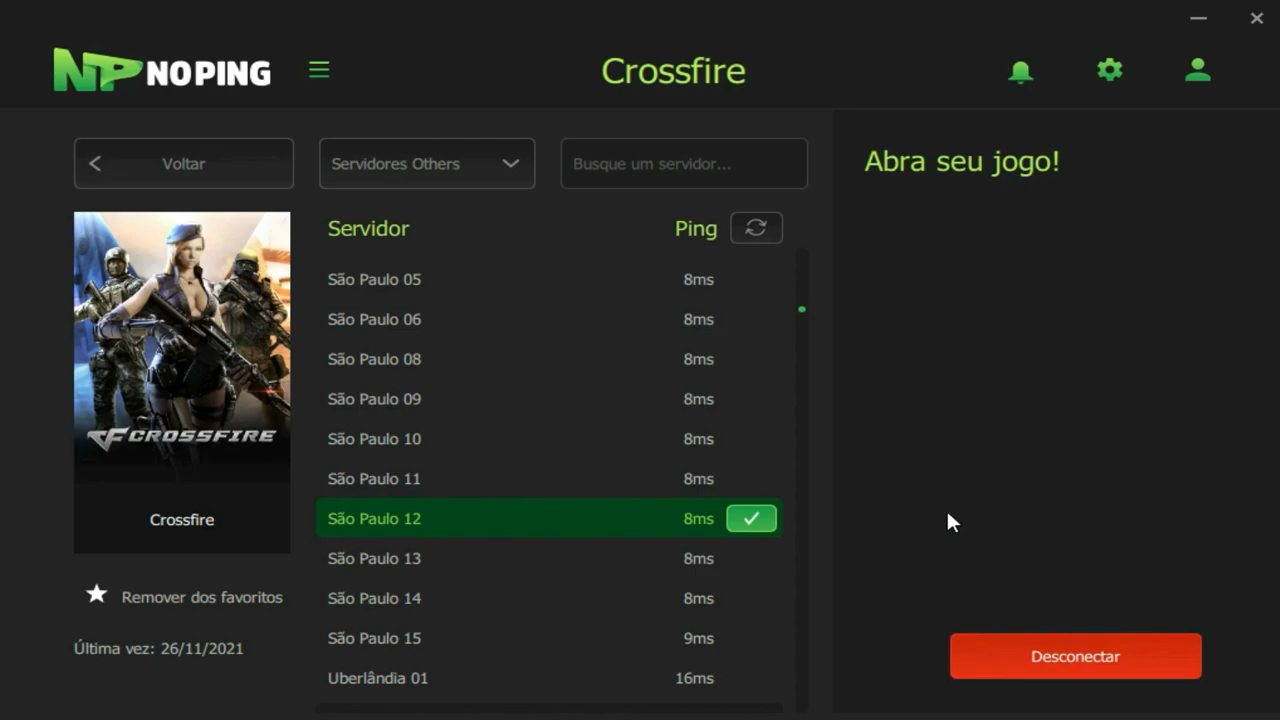 NP NOPING
Crossfire
Voltar
Servidores Others
Busque um servidor...
Abra seu jogo!
CF CROSSFIRE
Crossfire
Remover dos favoritos
Última vez: 26/11/2021
Servidor Ping
São Paulo 05 8ms
São Paulo 06 8ms
São Paulo 08 8ms
São Paulo 09 8ms
São Paulo 10 8ms
São Paulo 11 8ms
São Paulo 12 8ms
São Paulo 13 8ms
São Paulo 14 8ms
São Paulo 15 9ms
Uberlândia 01 16ms
Desconectar